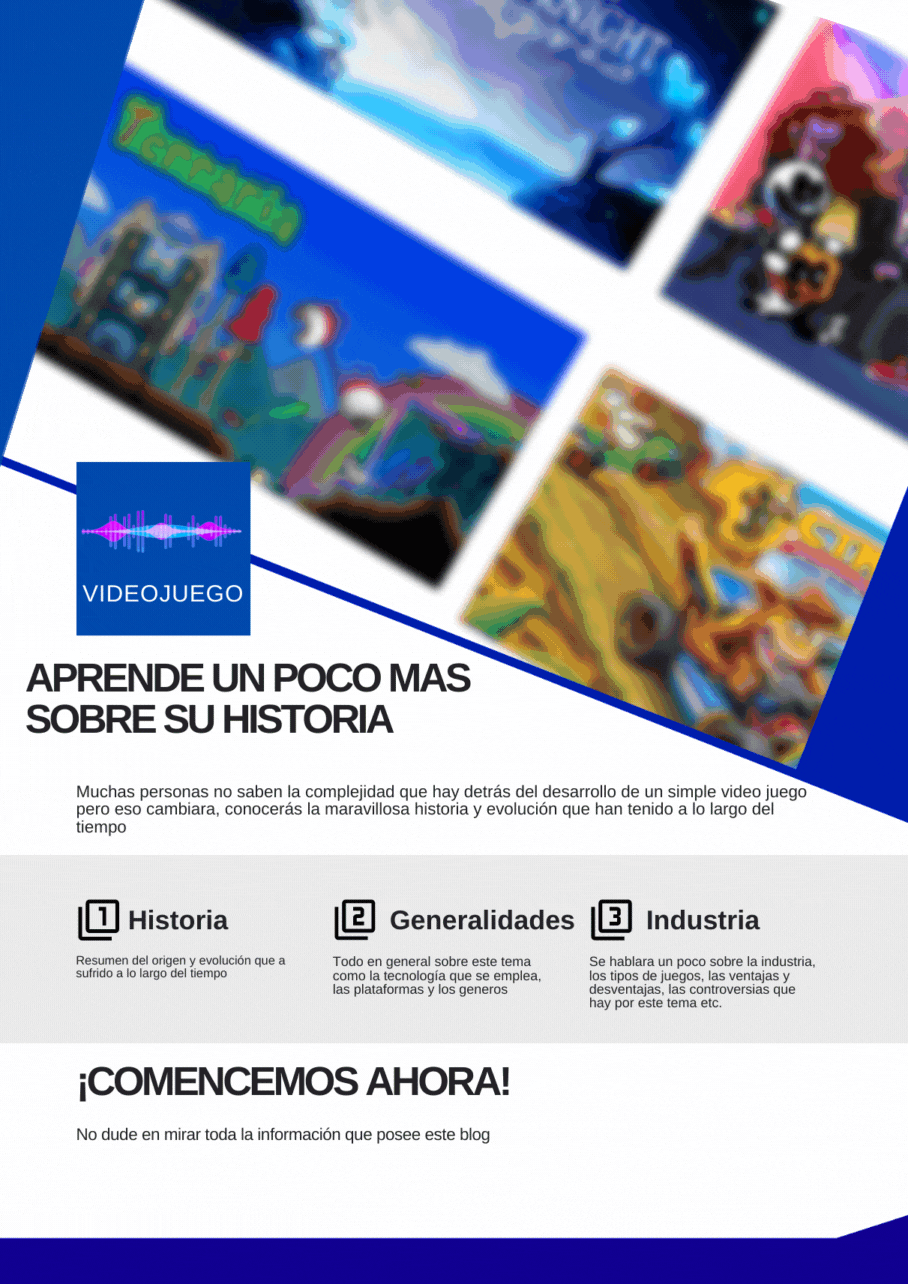 KNIGHT
Terraria
VIDEOJUEGO
APRENDE UN POCO MAS
SOBRE SU HISTORIA
Muchas personas no saben la complejidad que hay detrás del desarrollo de un simple video juego
pero eso cambiara, conocerás la maravillosa historia y evolución que han tenido a lo largo del
tiempo
1 Historia
Resumen del origen y evolución que a
sufrido a lo largo del tiempo
2 Generalidades
Todo en general sobre este tema
como la tecnología que se emplea,
las plataformas y los generos
3 Industria
Se hablara un poco sobre la industria,
los tipos de juegos, las ventajas y
desventajas, las controversias que
hay por este tema etc.
¡COMENCEMOS AHORA!
No dude en mirar toda la información que posee este blog